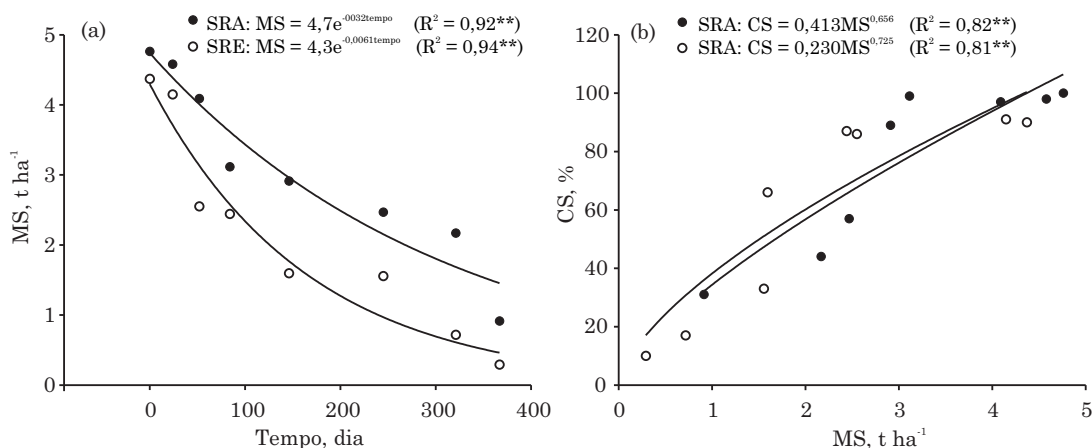 (a)
SRA: MS = 4,7e^-0032tempo (R² = 0,92**)
SRE: MS = 4,3e^-0,0061tempo (R² = 0,94**)
5
4
3
2
1
0
MS, t ha⁻¹
0 100 200 300 400
Tempo, dia
(b)
SRA: CS = 0,413MS^0,656 (R² = 0,82**)
SRA: CS = 0,230MS^0,725 (R² = 0,81**)
100
80
60
40
20
0
CS, %
1 2 3 4 5
MS, t ha⁻¹